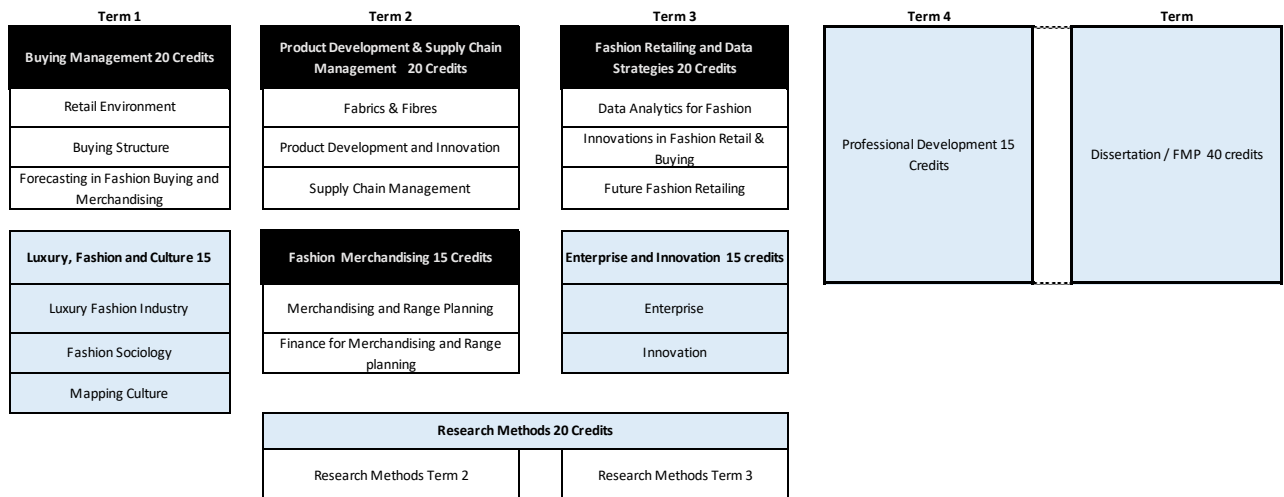 Term 1
Term 2
Term 3
Term 4
Term
Buying Management 20 Credits
Retail Environment
Buying Structure
Forecasting in Fashion Buying and
Merchandising
Product Development & Supply Chain
Management 20 Credits
Fabrics & Fibres
Product Development and Innovation
Supply Chain Management
Fashion Retailing and Data
Strategies 20 Credits
Data Analytics for Fashion
Innovations in Fashion Retail &
Buying
Future Fashion Retailing
Professional Development 15
Credits
Dissertation / FMP 40 credits
Luxury, Fashion and Culture 15
Luxury Fashion Industry
Fashion Sociology
Mapping Culture
Fashion Merchandising 15 Credits
Merchandising and Range Planning
Finance for Merchandising and Range
planning
Enterprise and Innovation 15 credits
Enterprise
Innovation
Research Methods 20 Credits
Research Methods Term 2
Research Methods Term 3